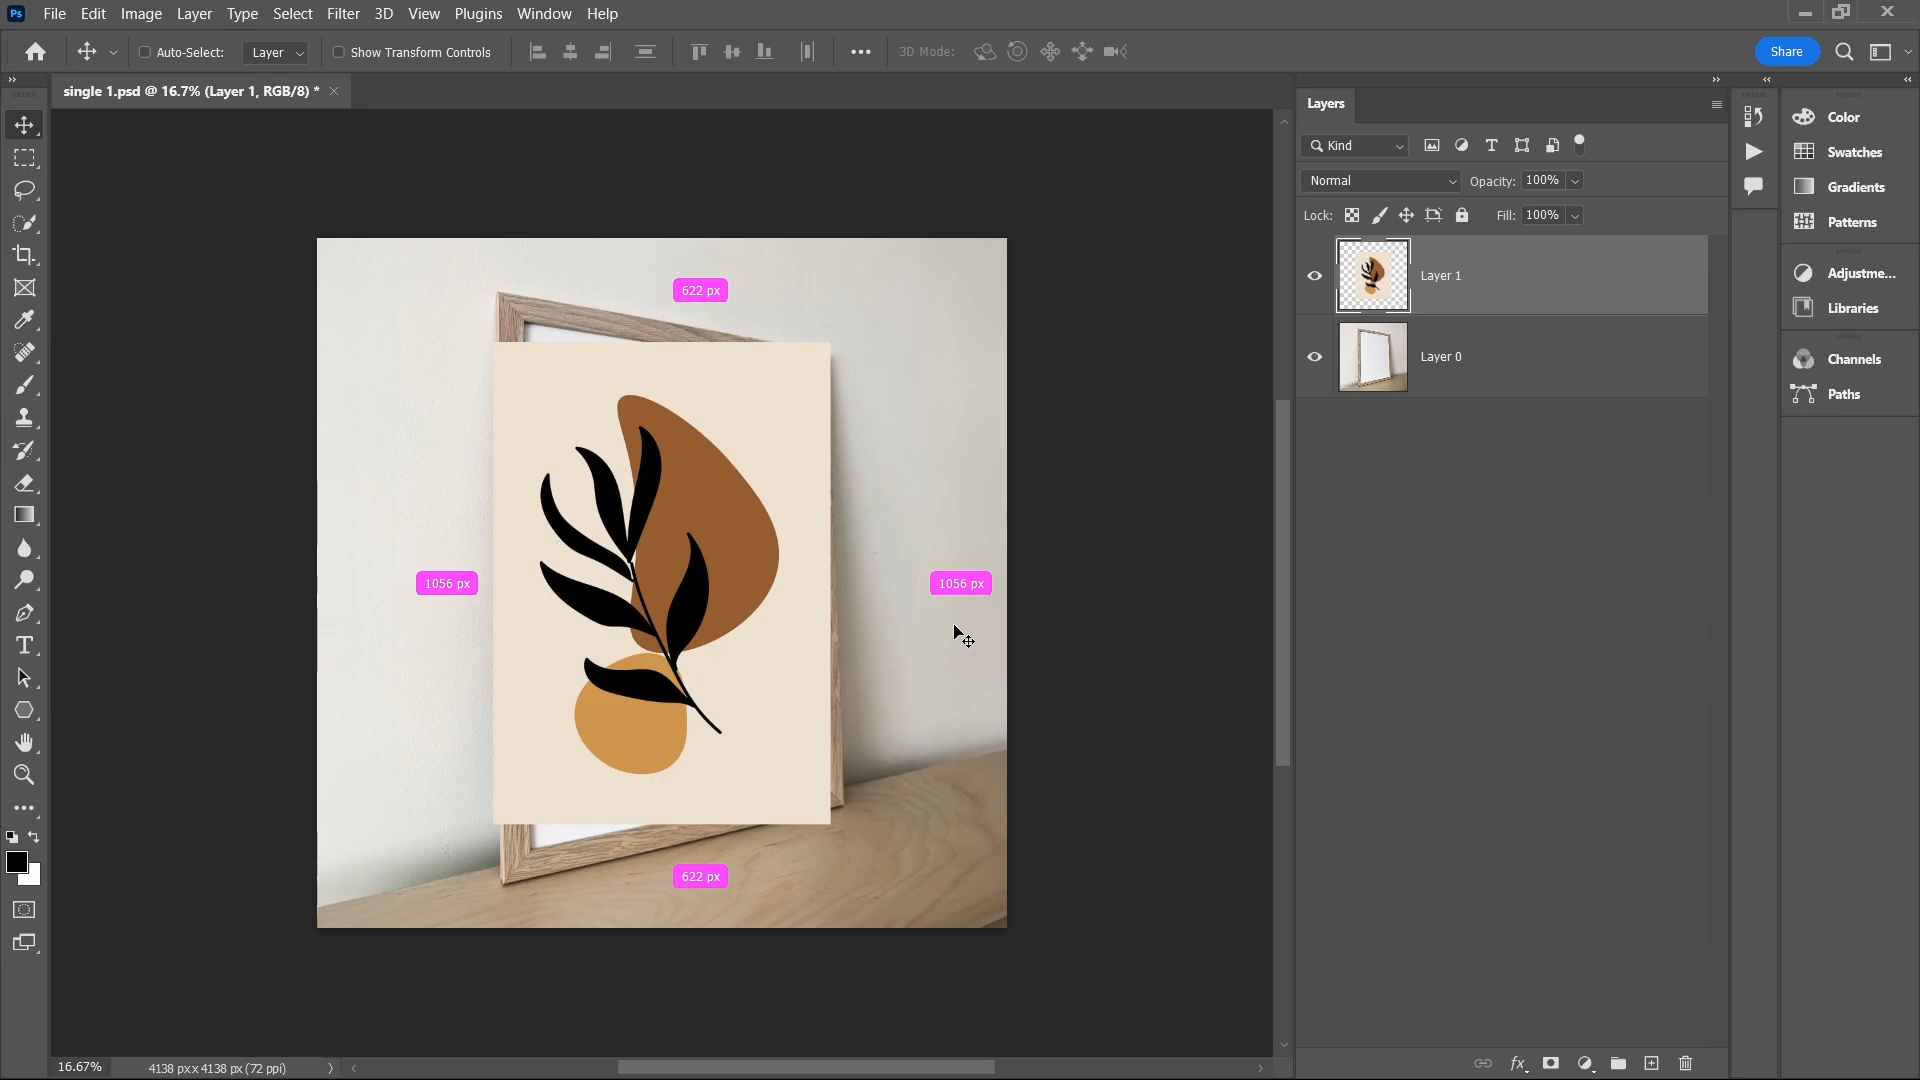 Ps File Edit Image Layer Type Select Filter 3D View Plugins Window Help
Auto-Select: Layer Show Transform Controls 3D Mode: Share
single 1.psd @ 16.7% (Layer 1, RGB/8) *
Layers
Kind
Normal Opacity: 100%
Lock: Fill: 100%
Layer 1
Layer 0
Color
Swatches
Gradients
Patterns
Adjustme...
Libraries
Channels
Paths
622 px
1056 px 1056 px
622 px
16.67% 4138 px x 4138 px (72 ppi)